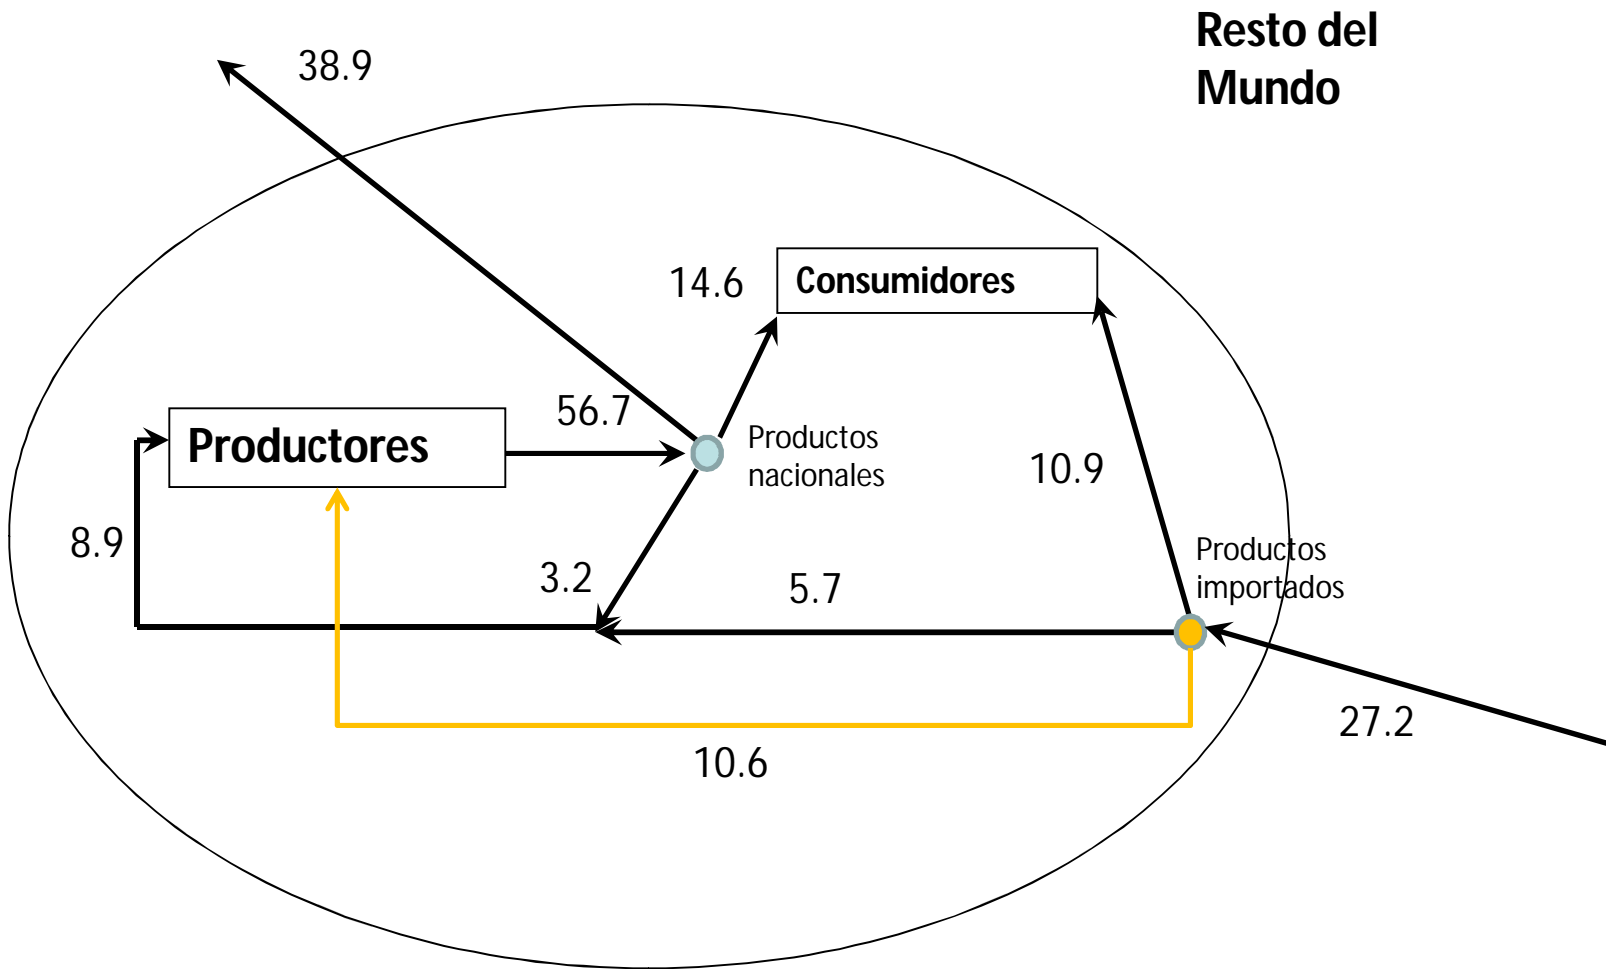 Resto del
Mundo
38.9
14.6
Consumidores
56.7
Productores
Productos
nacionales
10.9
8.9
3.2
5.7
Productos
importados
27.2
10.6